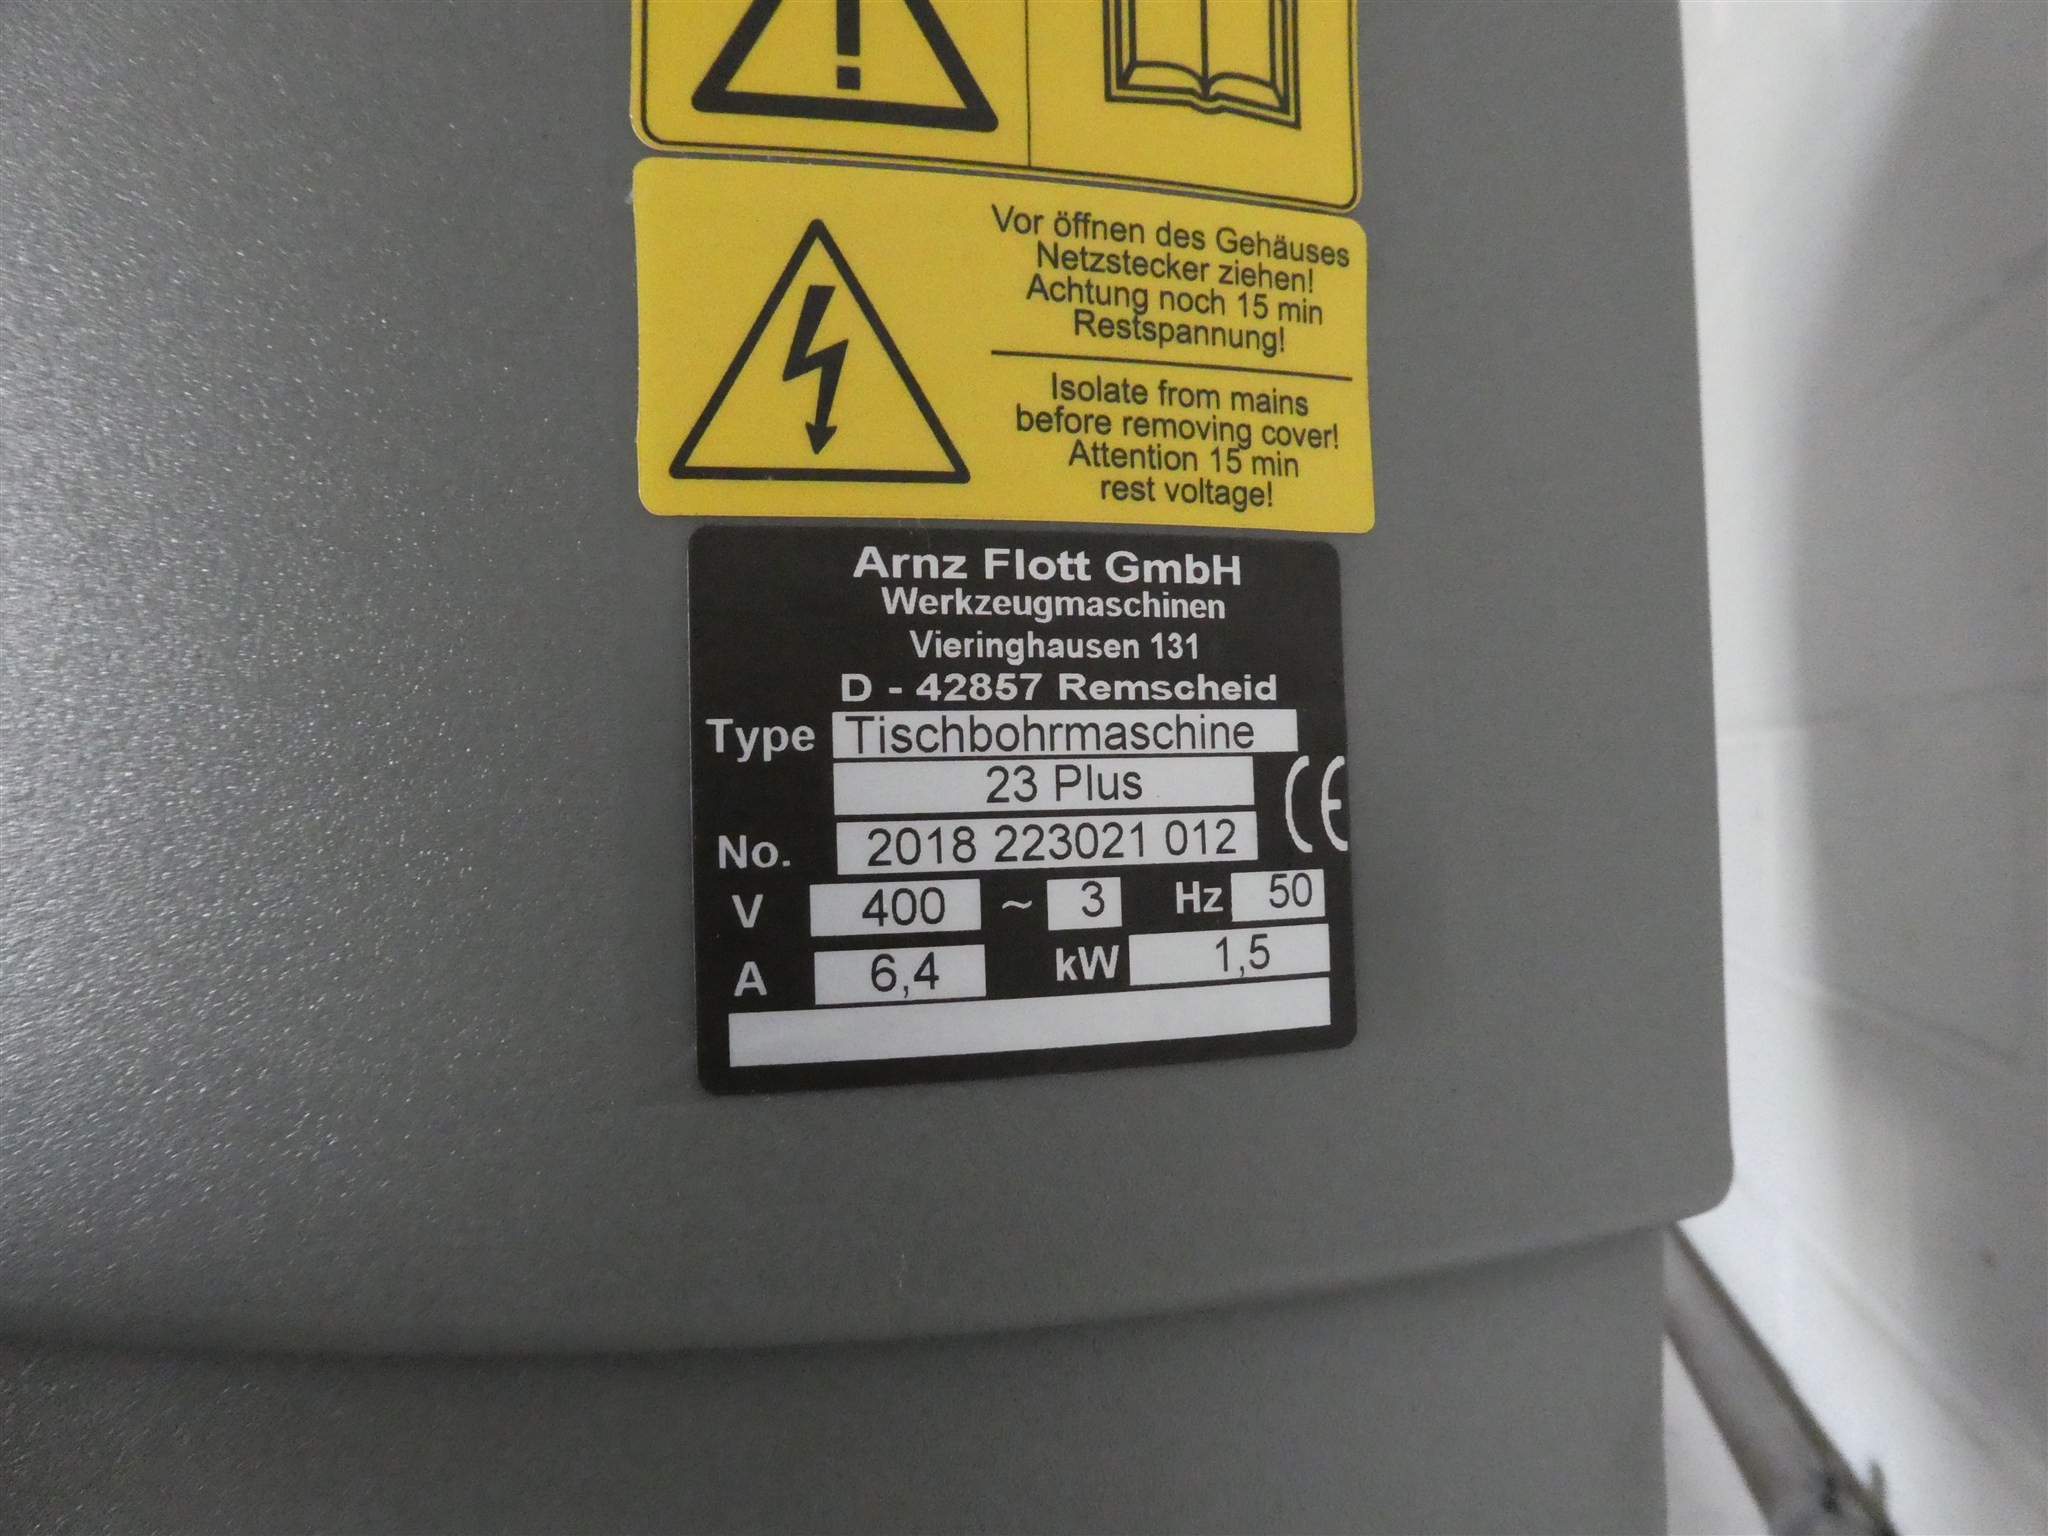 Vor öffnen des Gehäuses
Netzstecker ziehen!
Achtung noch 15 min
Restspannung!
Isolate from mains
before removing cover!
Attention 15 min
rest voltage!
Arnz Flott GmbH
Werkzeugmaschinen
Vieringhausen 131
D - 42857 Remscheid
Type Tischbohrmaschine
23 Plus
CE
No. 2018 223021 012
V 400 ~ 3 Hz 50
A 6,4 kW 1,5